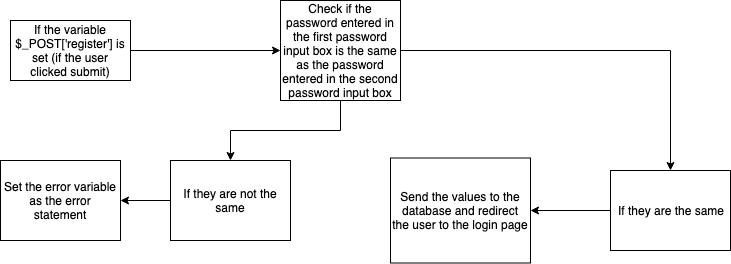 If the variable
$_POST['register'] is
set (if the user
clicked submit)
Check if the
password entered in
the first password
input box is the same
as the password
entered in the second
password input box
Set the error variable
as the error
statement
If they are not the
same
Send the values to the
database and redirect
the user to the login page
If they are the same